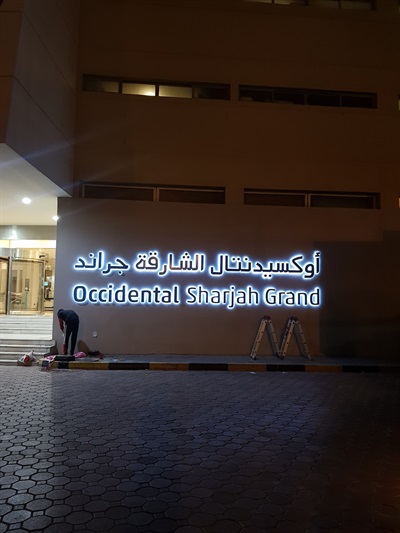 أوكسيدنتال الشارقة جراند
Occidental Sharjah Grand